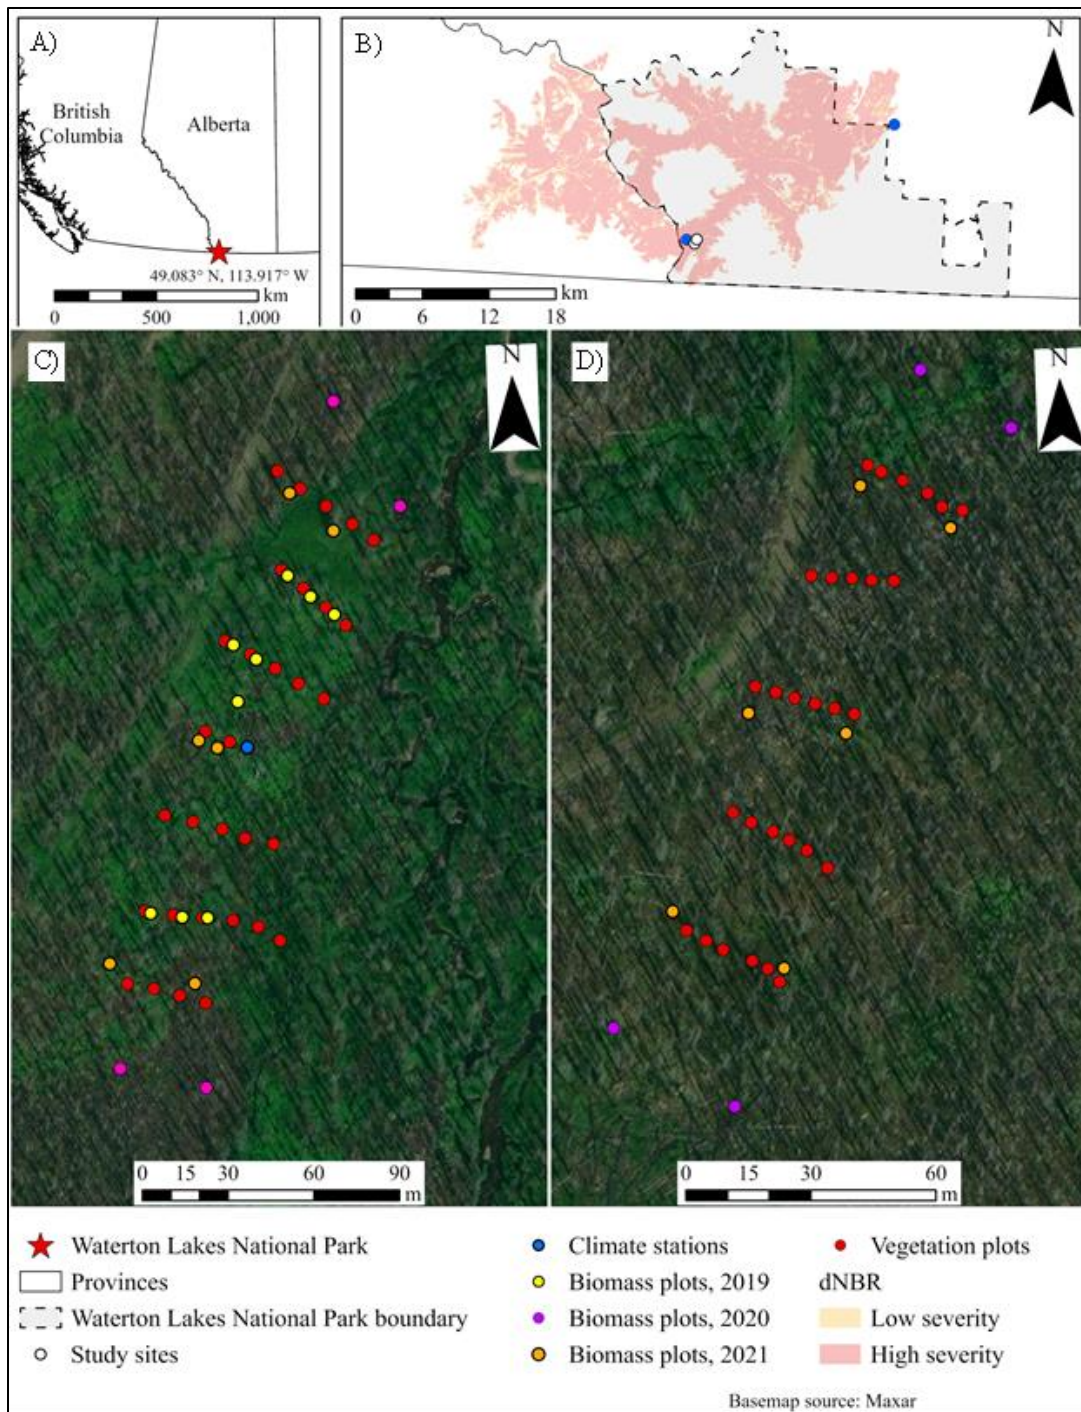 A)
British
Columbia
Alberta
49.083° N, 113.917° W
km
0 500 1,000
B)
N
km
0 6 12 18
C)
N
0 15 30 90
m
D)
N
0 15 30 60
m
Waterton Lakes National Park
Provinces
Waterton Lakes National Park boundary
Study sites
Climate stations
Biomass plots, 2019
Biomass plots, 2020
Biomass plots, 2021
Vegetation plots
dNBR
Low severity
High severity
Basemap source: Maxar